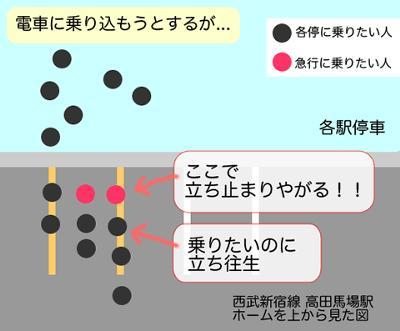 電車に乗り込もうとするが...
各停に乗りたい人
急行に乗りたい人
各駅停車
ここで
立ち止まりやがる！！
乗りたいのに
立ち往生
西武新宿線 高田馬場駅
ホームを上から見た図